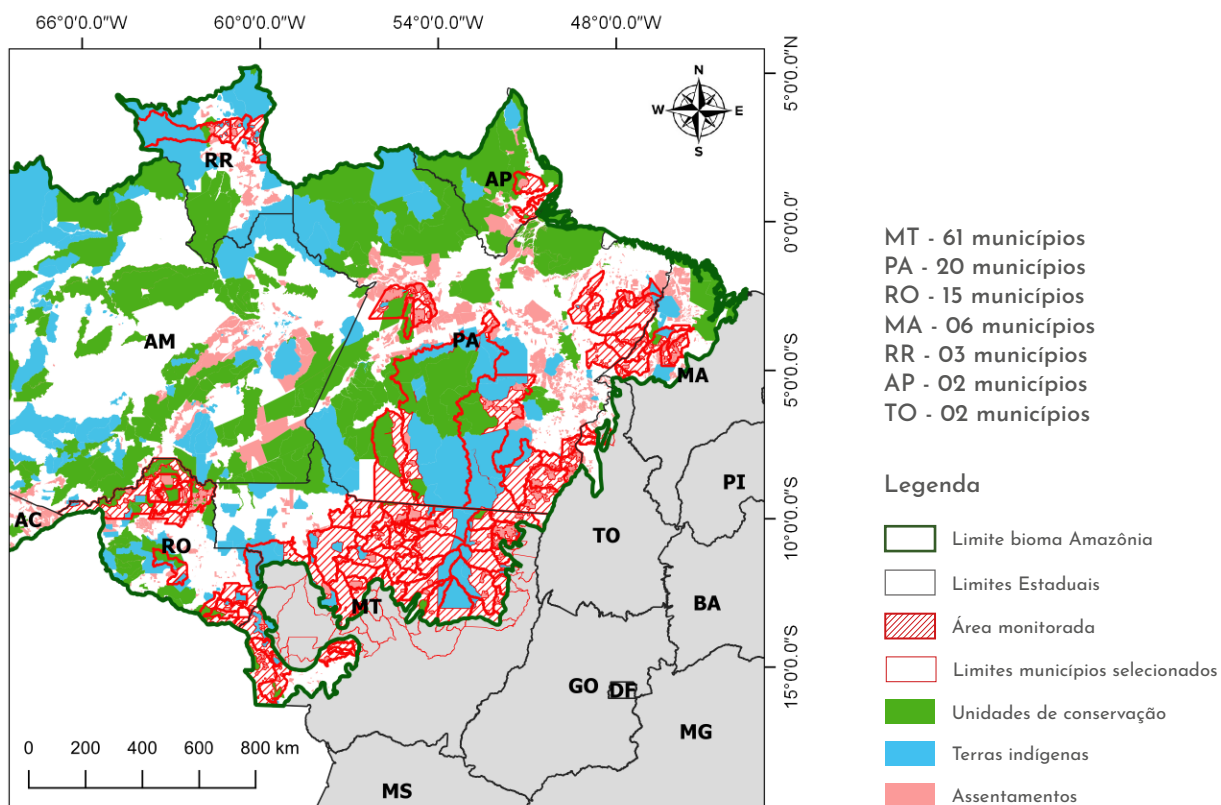 66°0'0.0"W
60°0'0.0"W
54°0'0.0"W
48°0'0.0"W
5°0'0.0"N
0°0'0.0"
5°0'0.0"S
10°0'0.0"S
15°0'0.0"S
N
W
E
S
RR
AP
AM
PA
MA
PI
AC
RO
TO
MT
BA
GO
DF
MG
MS
0 200 400 600 800 km
MT - 61 municípios
PA - 20 municípios
RO - 15 municípios
MA - 06 municípios
RR - 03 municípios
AP - 02 municípios
TO - 02 municípios
Legenda
Limite bioma Amazônia
Limites Estaduais
Área monitorada
Limites municípios selecionados
Unidades de conservação
Terras indígenas
Assentamentos